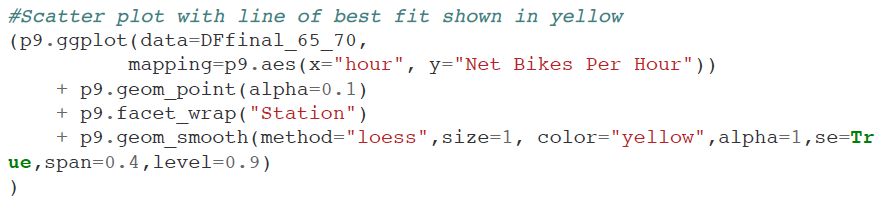 #Scatter plot with line of best fit shown in yellow
(p9.ggplot(data=DFfinal_65_70,
           mapping=p9.aes(x="hour", y="Net Bikes Per Hour"))
    + p9.geom_point(alpha=0.1)
    + p9.facet_wrap("Station")
    + p9.geom_smooth(method="loess",size=1, color="yellow",alpha=1,se=Tr
ue,span=0.4,level=0.9)
)